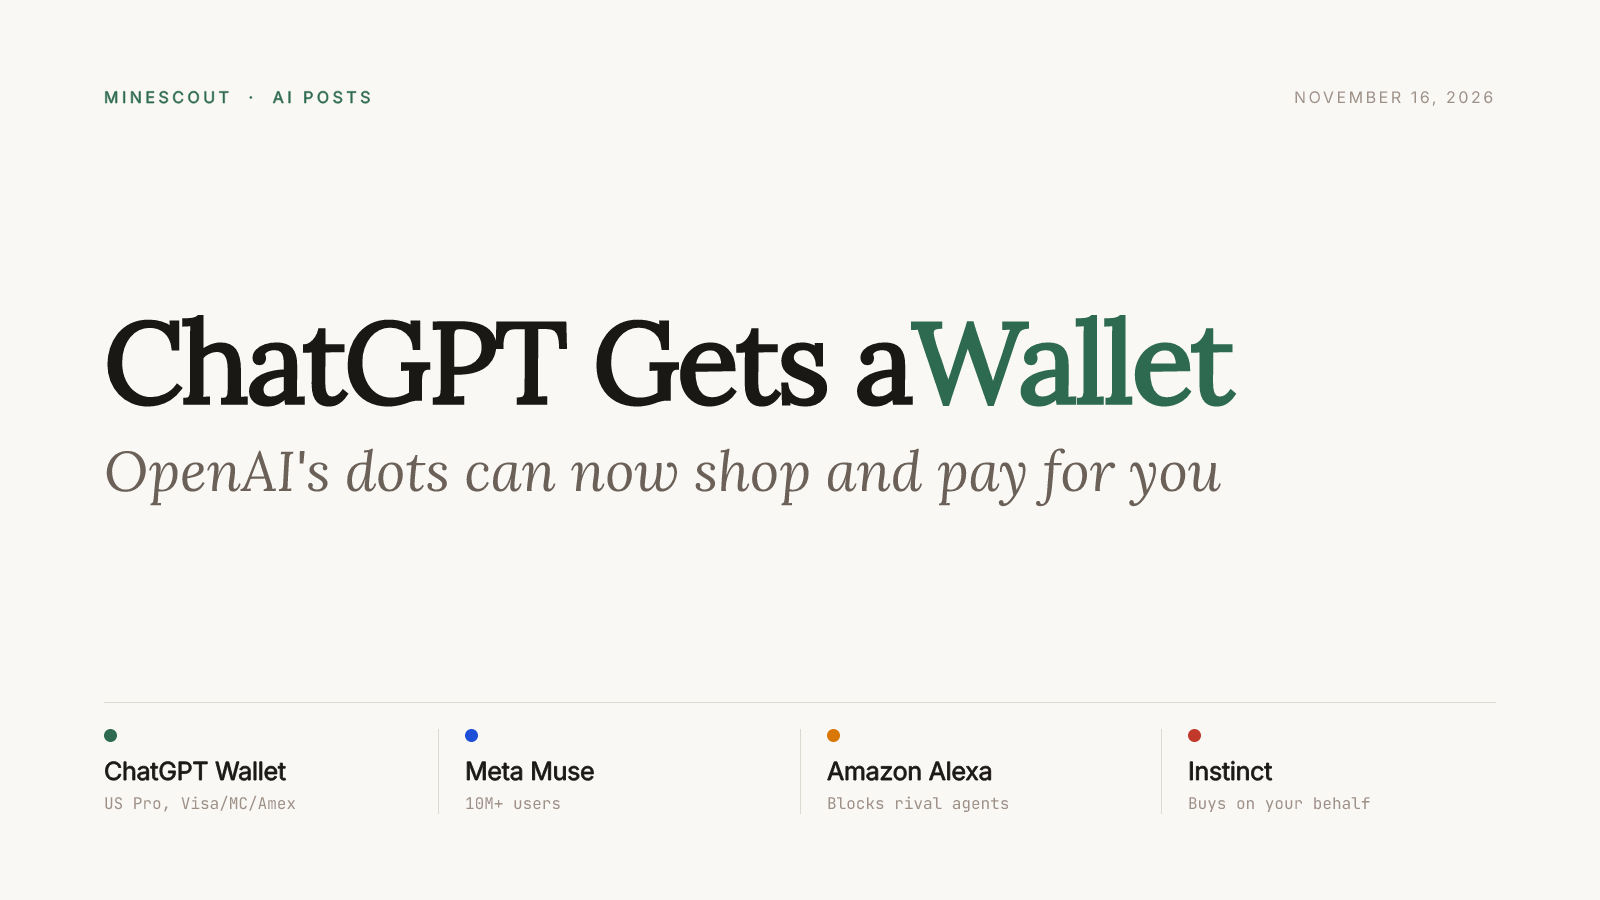 MINESCOUT · AI POSTS
NOVEMBER 16, 2026
ChatGPT Gets aWallet
OpenAI's dots can now shop and pay for you
ChatGPT Wallet
US Pro, Visa/MC/Amex
Meta Muse
10M+ users
Amazon Alexa
Blocks rival agents
Instinct
Buys on your behalf